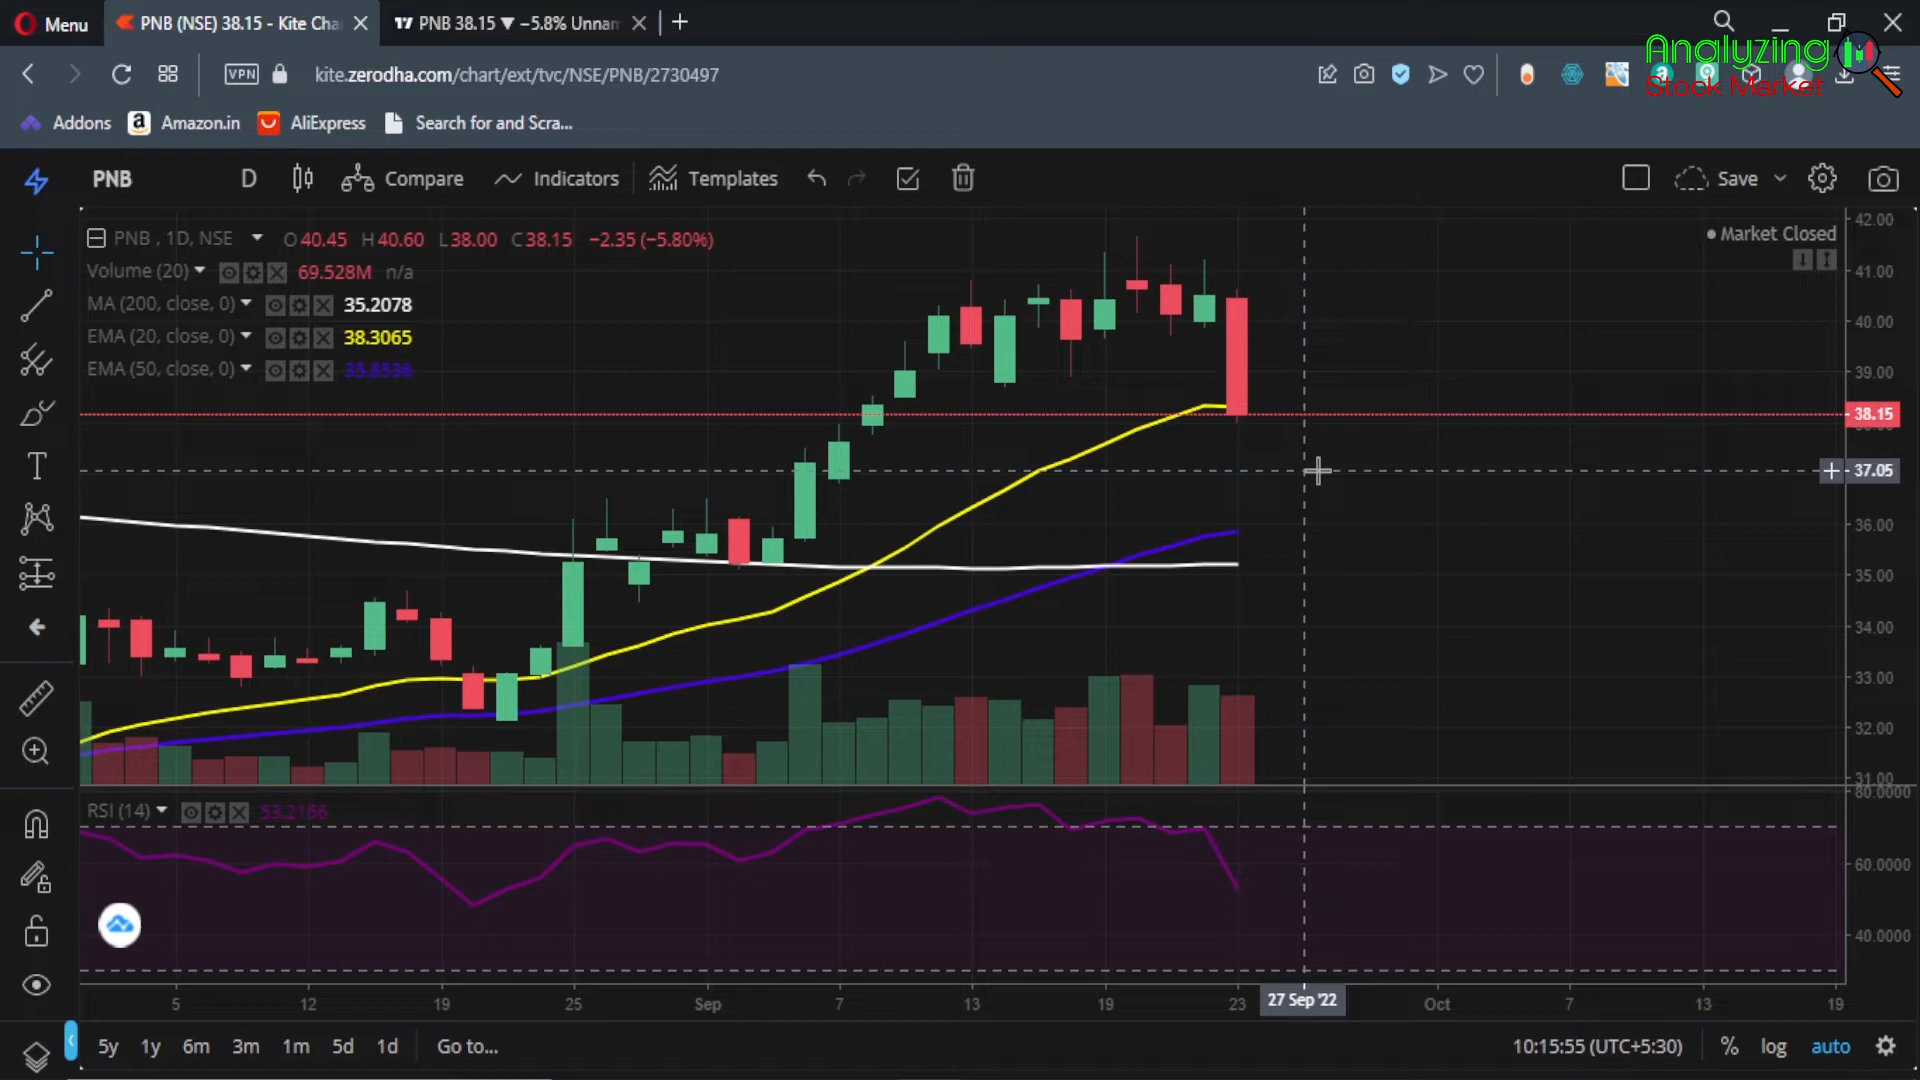 Menu
PNB (NSE) 38.15 - Kite Cha
PNB 38.15 ▼ −5.8% Unnam
Analyzing
Stock Market
VPN
kite.zerodha.com/chart/ext/tvc/NSE/PNB/2730497
Addons
Amazon.in
AliExpress
Search for and Scra...
PNB
D
Compare
Indicators
Templates
Save
PNB , 1D, NSE O 40.45 H 40.60 L 38.00 C 38.15 −2.35 (−5.80%)
Market Closed
Volume (20) 69.528M n/a
MA (200, close, 0) 35.2078
EMA (20, close, 0) 38.3065
EMA (50, close, 0)
42.00
41.00
40.00
39.00
38.15
37.05
36.00
35.00
34.00
33.00
32.00
31.00
RSI (14) 53.2166
80.0000
60.0000
40.0000
5
12
19
25
Sep
7
13
19
23
27 Sep '22
Oct
7
13
19
5y
1y
6m
3m
1m
5d
1d
Go to...
10:15:55 (UTC+5:30)
%
log
auto